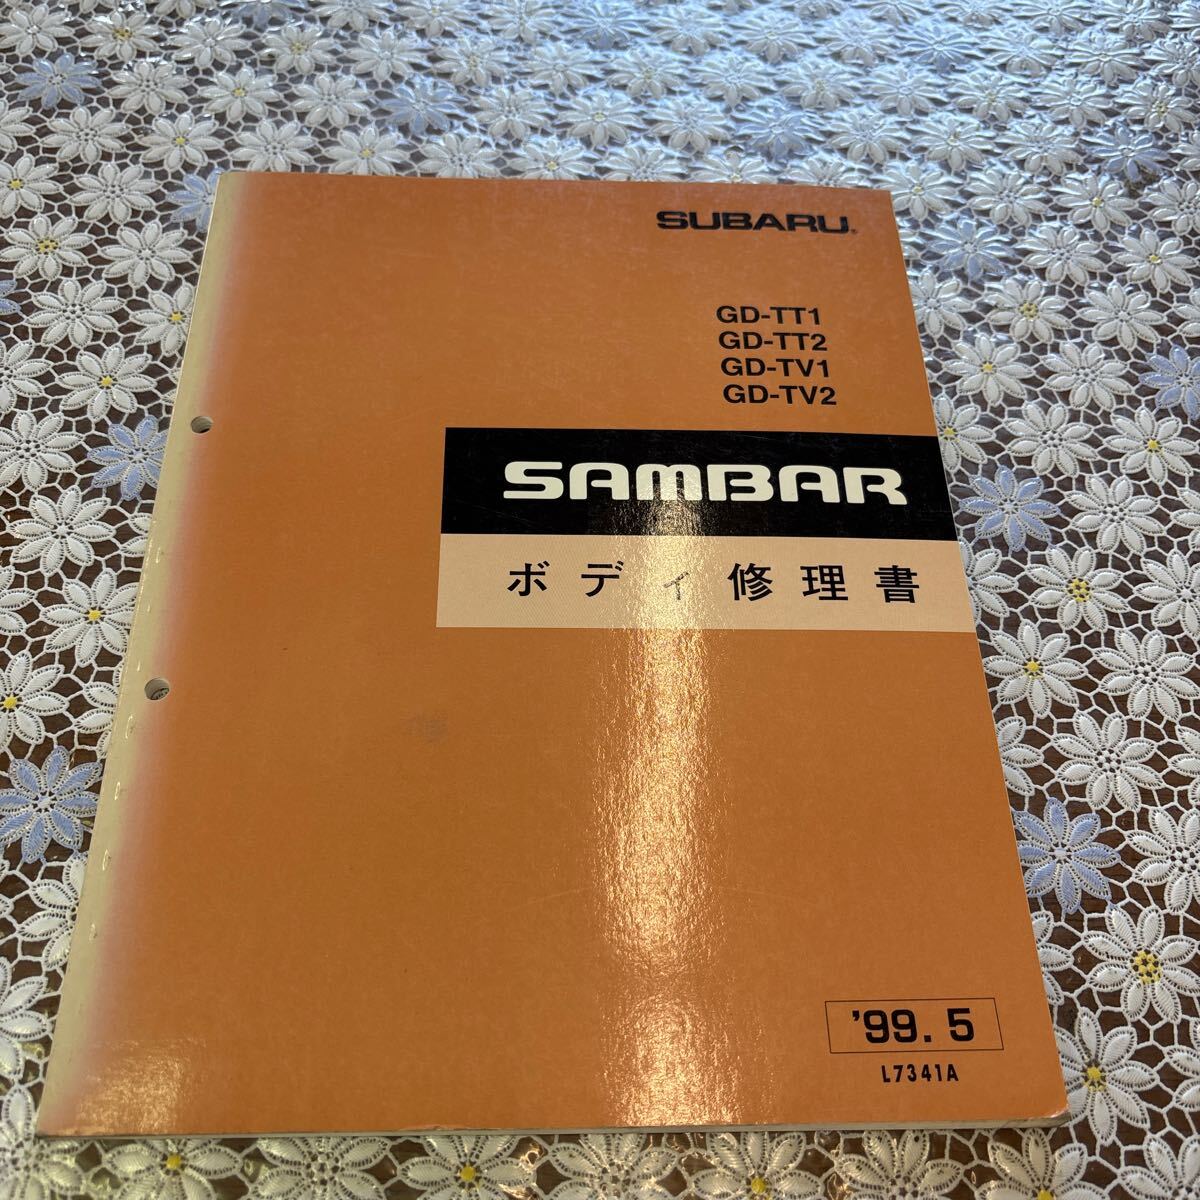 SUBARU®
GD-TT1
GD-TT2
GD-TV1
GD-TV2
SAMBAR
ボディ修理書
'99.5
L7341A